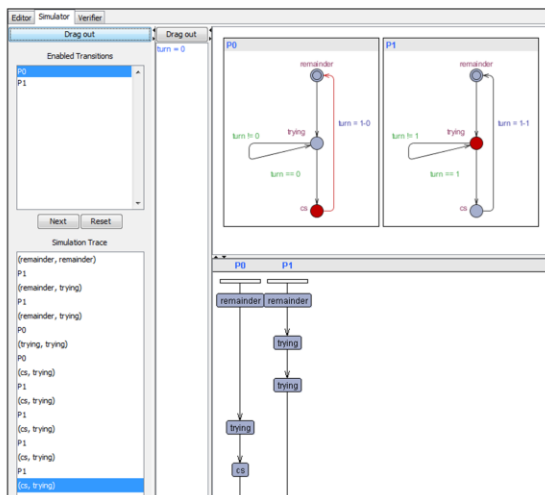 Editor Simulator Verifier
Drag out
Enabled Transitions
P0
P1
Next Reset
Simulation Trace
(remainder, remainder)
P1
(remainder, trying)
P1
(remainder, trying)
P0
(trying, trying)
P0
(cs, trying)
P1
(cs, trying)
P1
(cs, trying)
P1
(cs, trying)
P1
(cs, trying)
Drag out
turn = 0
P0
remainder
turn != 0
trying
turn = 1-0
turn == 0
cs
P1
remainder
turn != 1
trying
turn = 1-1
turn == 1
cs
P0 P1
remainder remainder
trying
trying
trying
cs